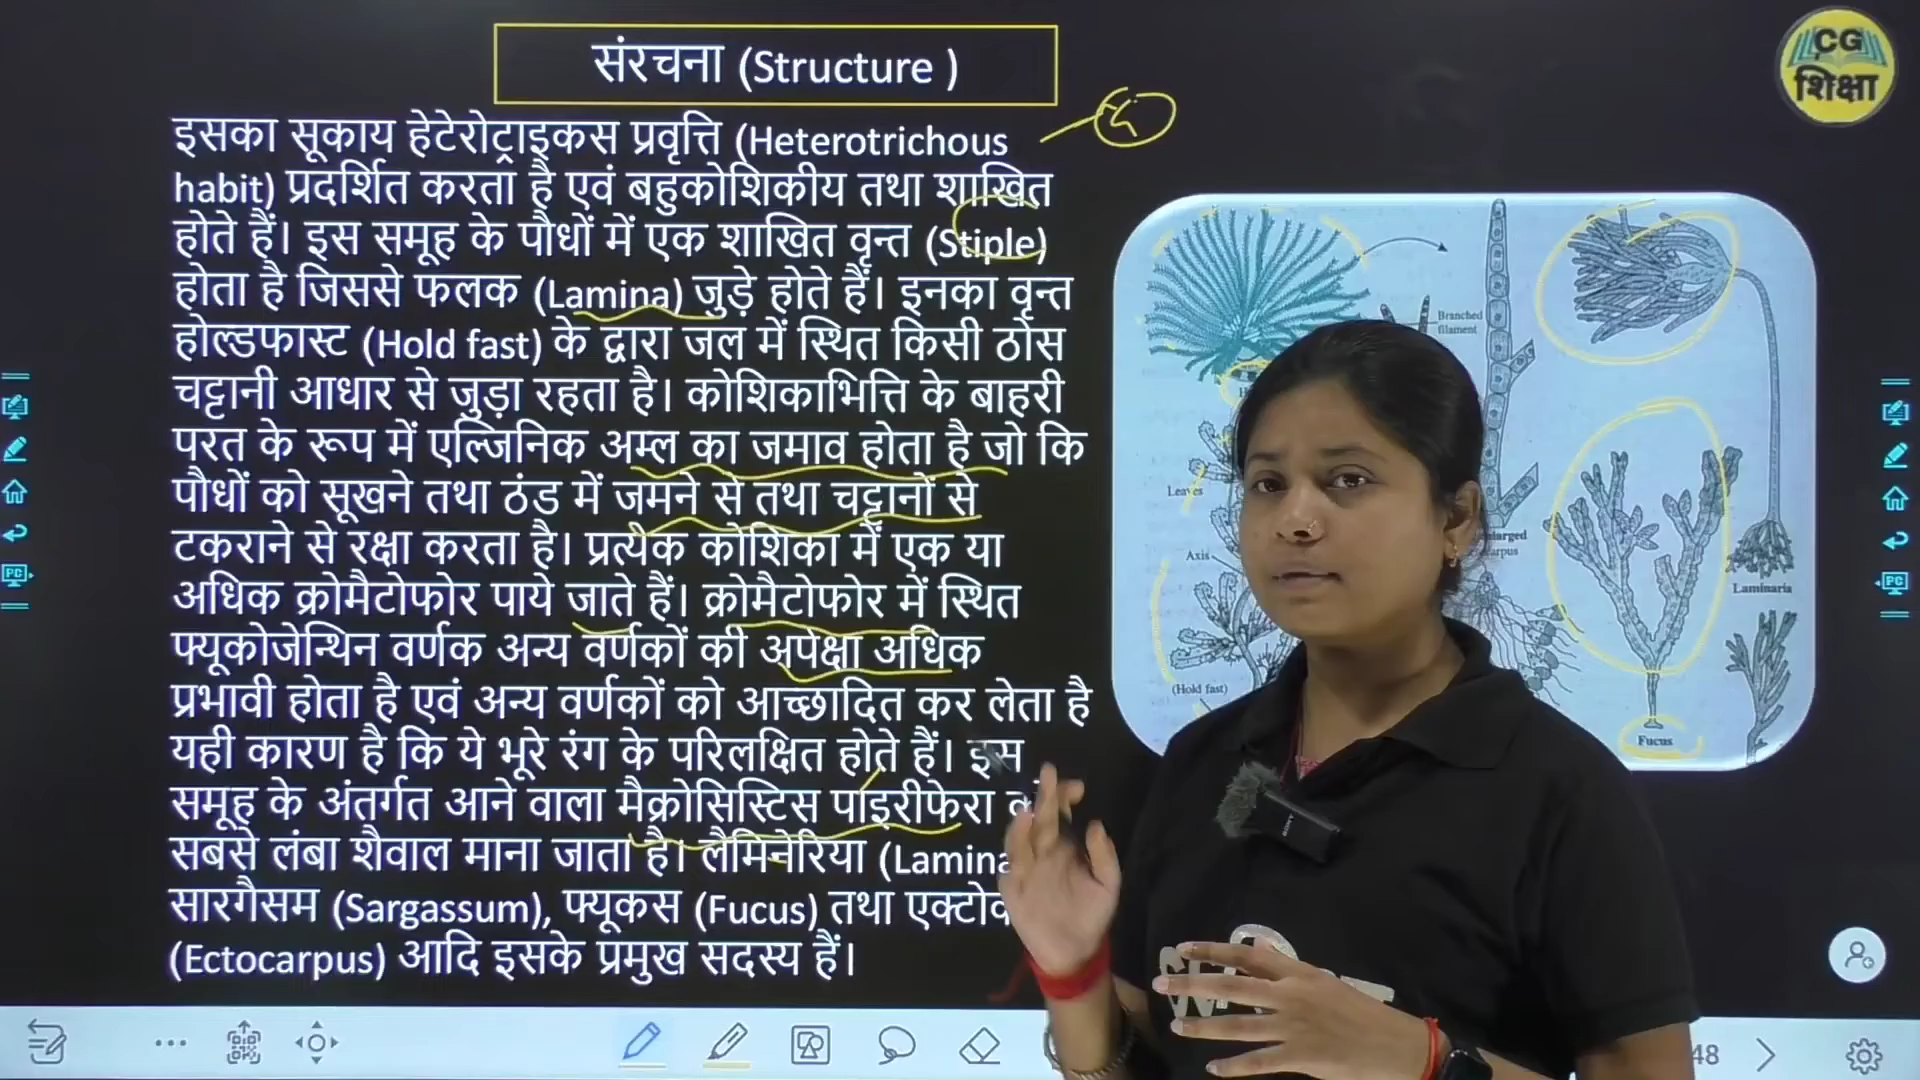 संरचना (Structure )
CG
शिक्षा
इसका सूकाय हेटेरोट्राइकस प्रवृत्ति (Heterotrichous
habit) प्रदर्शित करता है एवं बहुकोशिकीय तथा शाखित
होते हैं। इस समूह के पौधों में एक शाखित वृन्त (Stiple)
होता है जिससे फलक (Lamina) जुड़े होते हैं। इनका वृन्त
होल्डफास्ट (Hold fast) के द्वारा जल में स्थित किसी ठोस
चट्टानी आधार से जुड़ा रहता है। कोशिकाभित्ति के बाहरी
परत के रूप में एल्जिनिक अम्ल का जमाव होता है जो कि
पौधों को सूखने तथा ठंड में जमने से तथा चट्टानों से
टकराने से रक्षा करता है। प्रत्येक कोशिका में एक या
अधिक क्रोमैटोफोर पाये जाते हैं। क्रोमैटोफोर में स्थित
फ्यूकोजेन्थिन वर्णक अन्य वर्णकों की अपेक्षा अधिक
प्रभावी होता है एवं अन्य वर्णकों को आच्छादित कर लेता है
यही कारण है कि ये भूरे रंग के परिलक्षित होते हैं। इस
समूह के अंतर्गत आने वाला मैक्रोसिस्टिस पाइरीफेरा
सबसे लंबा शैवाल माना जाता है। लैमिनेरिया (Lamina
सारगैसम (Sargassum), फ्यूकस (Fucus) तथा
(Ectocarpus) आदि इसके प्रमुख सदस्य हैं।
Branched
filament
Leaves
Axis
(Hold fast)
Laminaria
Fucus
PC
PC
SONY
48